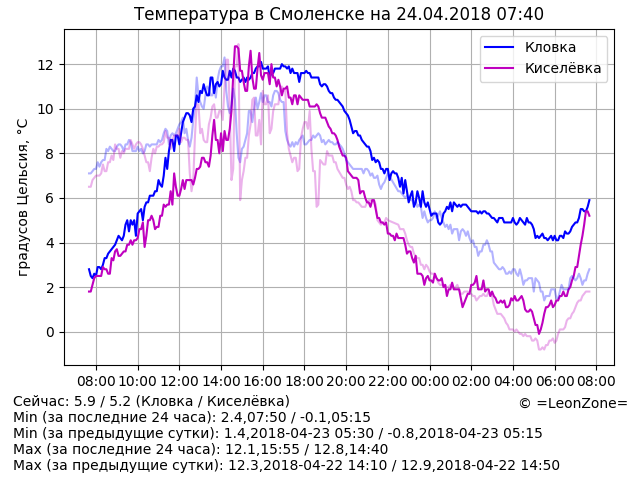 Температура в Смоленске на 24.04.2018 07:40
Кловка
Киселёвка
градусов Цельсия, °C
12
10
8
6
4
2
0
08:00 10:00 12:00 14:00 16:00 18:00 20:00 22:00 00:00 02:00 04:00 06:00 08:00
Сейчас: 5.9 / 5.2 (Кловка / Киселёвка)
© =LeonZone=
Min (за последние 24 часа): 2.4,07:50 / -0.1,05:15
Min (за предыдущие сутки): 1.4,2018-04-23 05:30 / -0.8,2018-04-23 05:15
Max (за последние 24 часа): 12.1,15:55 / 12.8,14:40
Max (за предыдущие сутки): 12.3,2018-04-22 14:10 / 12.9,2018-04-22 14:50